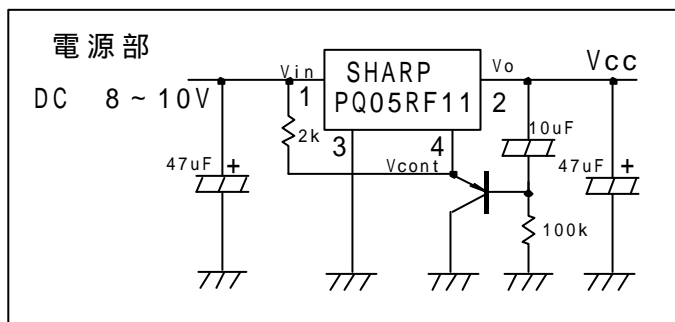 電源部
Vin
SHARP
Vo
Vcc
DC 8~10V
1
PQ05RF11
2
2k
3
4
10uF
47uF
+
Vcont
47uF
+
100k